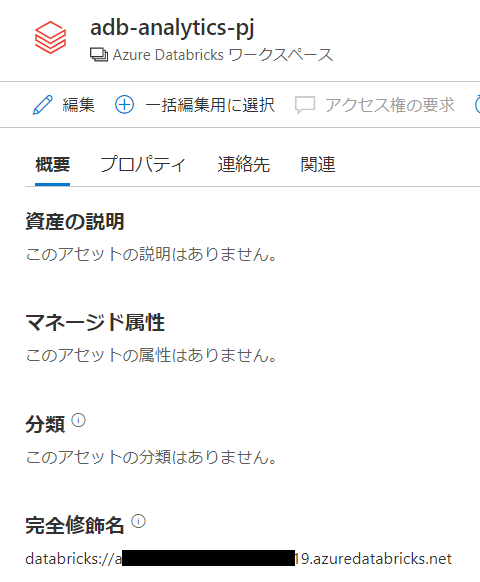 adb-analytics-pj
Azure Databricks ワークスペース
編集 一括編集用に選択 アクセス権の要求
概要 プロパティ 連絡先 関連
資産の説明
このアセットの説明はありません。
マネージド属性
このアセットの属性はありません。
分類
このアセットの分類はありません。
完全修飾名
databricks://a 19.azuredatabricks.net